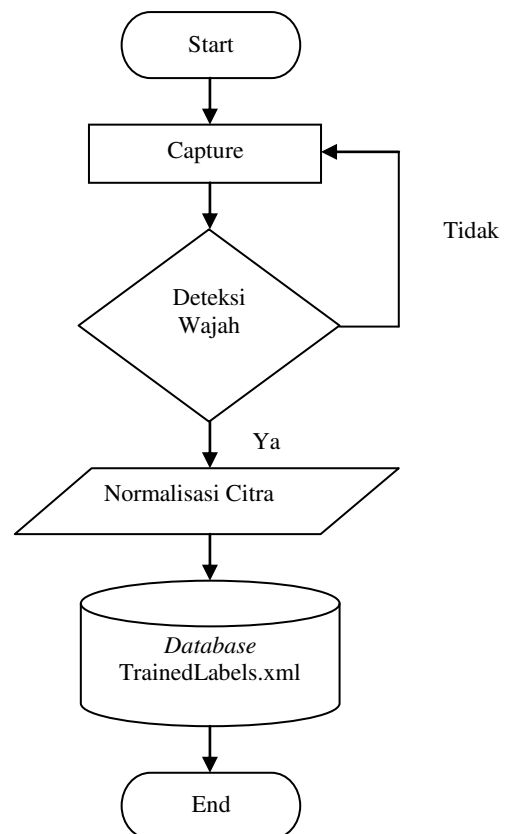 Start
Capture
Tidak
Deteksi
Wajah
Ya
Normalisasi Citra
Database
TrainedLabels.xml
End